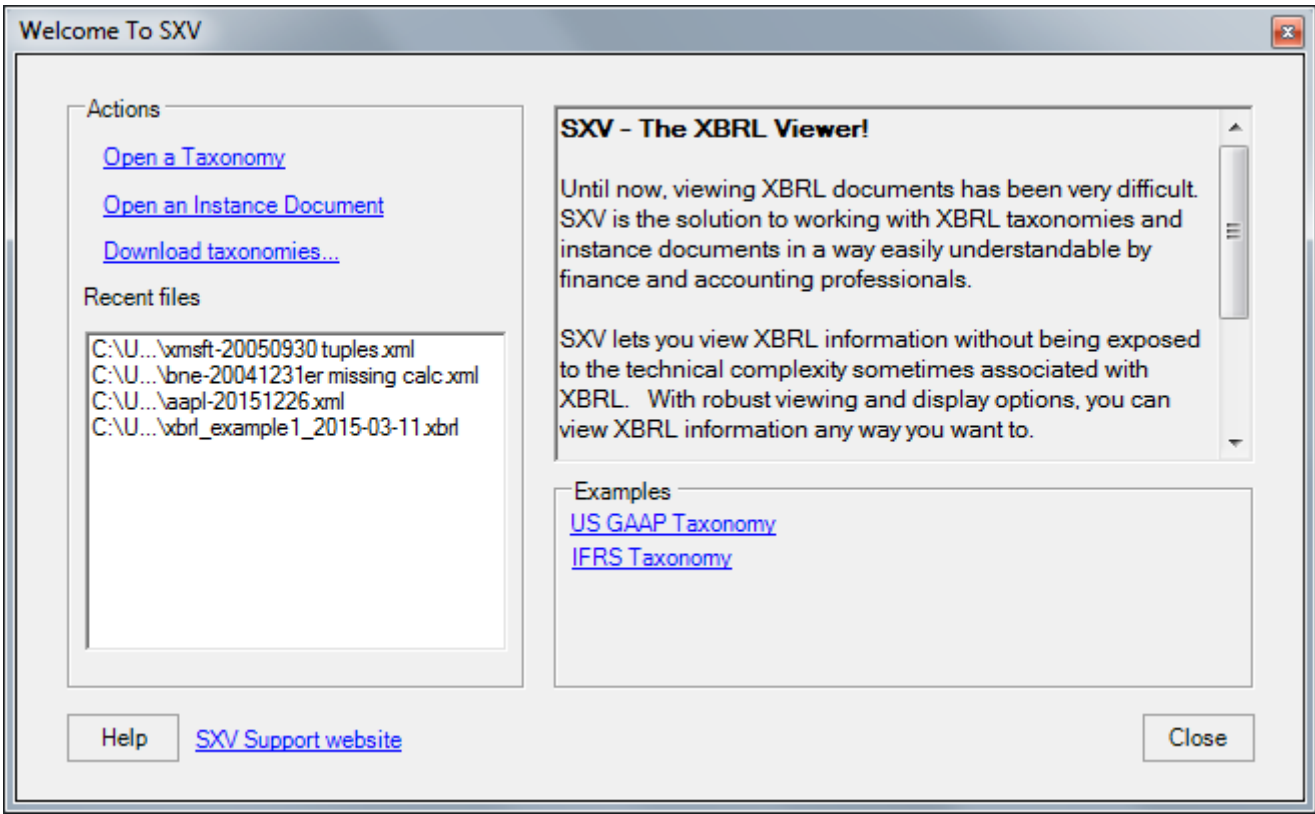 Welcome To SXV
Actions
Open a Taxonomy
Open an Instance Document
Download taxonomies...
Recent files
C:\U...\xmsft-20050930 tuples.xml
C:\U...\bne-20041231er missing calc.xml
C:\U...\aapl-20151226.xml
C:\U...\xbrl_example1_2015-03-11.xbrl
SXV - The XBRL Viewer!
Until now, viewing XBRL documents has been very difficult.
SXV is the solution to working with XBRL taxonomies and
instance documents in a way easily understandable by
finance and accounting professionals.
SXV lets you view XBRL information without being exposed
to the technical complexity sometimes associated with
XBRL.   With robust viewing and display options, you can
view XBRL information any way you want to.
Examples
US GAAP Taxonomy
IFRS Taxonomy
Help
SXV Support website
Close